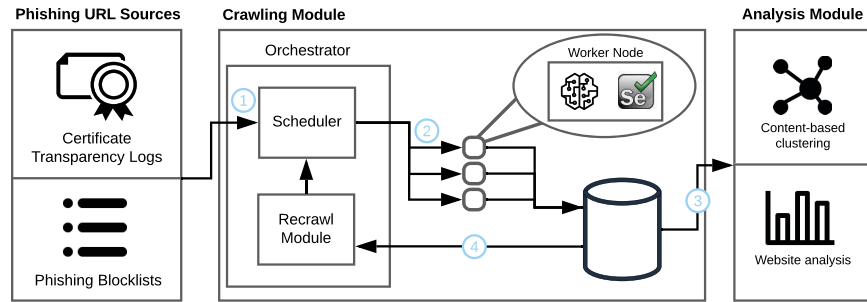 Phishing URL Sources
Crawling Module
Analysis Module
Certificate
Transparency Logs
Phishing Blocklists
Orchestrator
1
Scheduler
Recrawl
Module
2
Worker Node
Se
3
4
Content-based
clustering
Website analysis